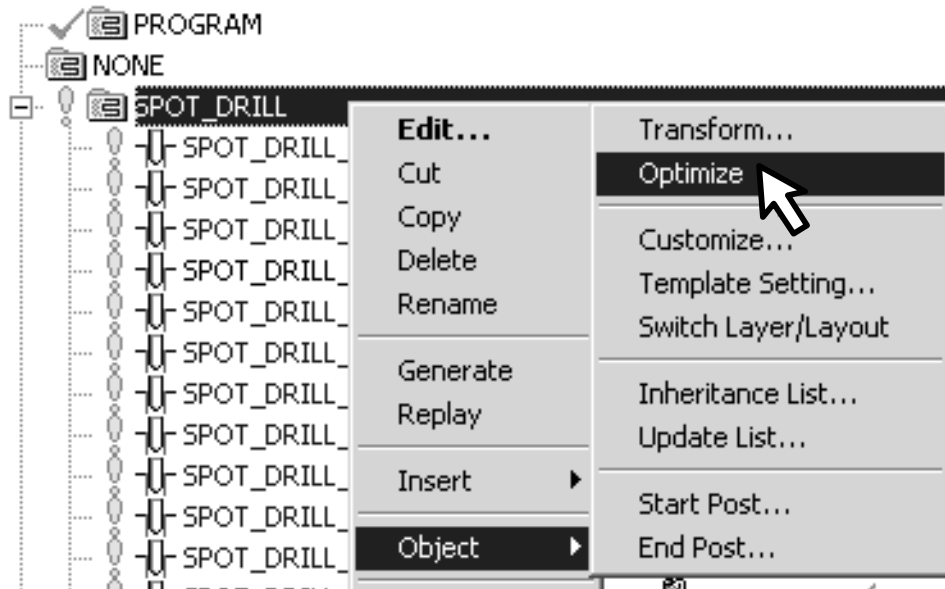 PROGRAM
NONE
SPOT_DRILL
SPOT_DRILL_
SPOT_DRILL_
SPOT_DRILL_
SPOT_DRILL_
SPOT_DRILL_
SPOT_DRILL_
SPOT_DRILL_
SPOT_DRILL_
SPOT_DRILL_
SPOT_DRILL_
SPOT_DRILL_
Edit...
Cut
Copy
Delete
Rename
Generate
Replay
Insert
Object
Transform...
Optimize
Customize...
Template Setting...
Switch Layer/Layout
Inheritance List...
Update List...
Start Post...
End Post...